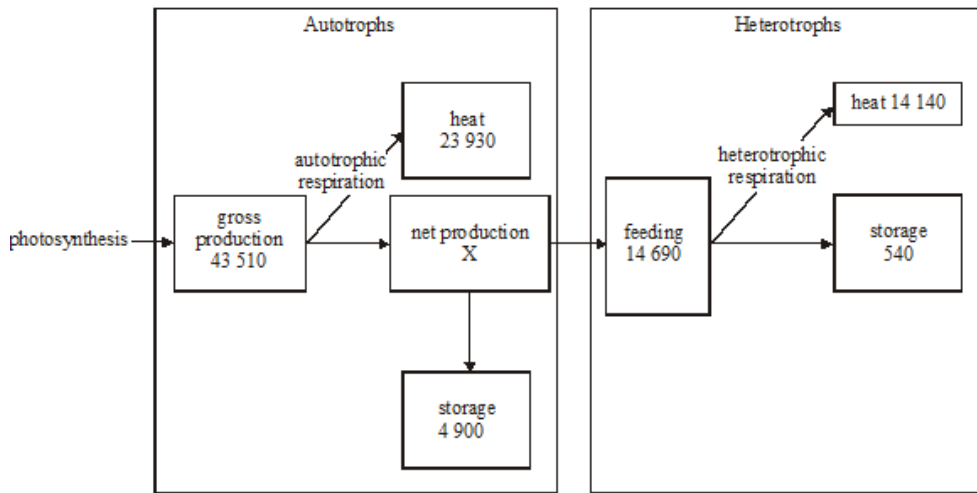 Autotrophs
Heterotrophs
heat
23 930
heat 14 140
autotrophic
respiration
heterotrophic
respiration
photosynthesis
gross
production
43 510
net production
X
feeding
14 690
storage
540
storage
4 900